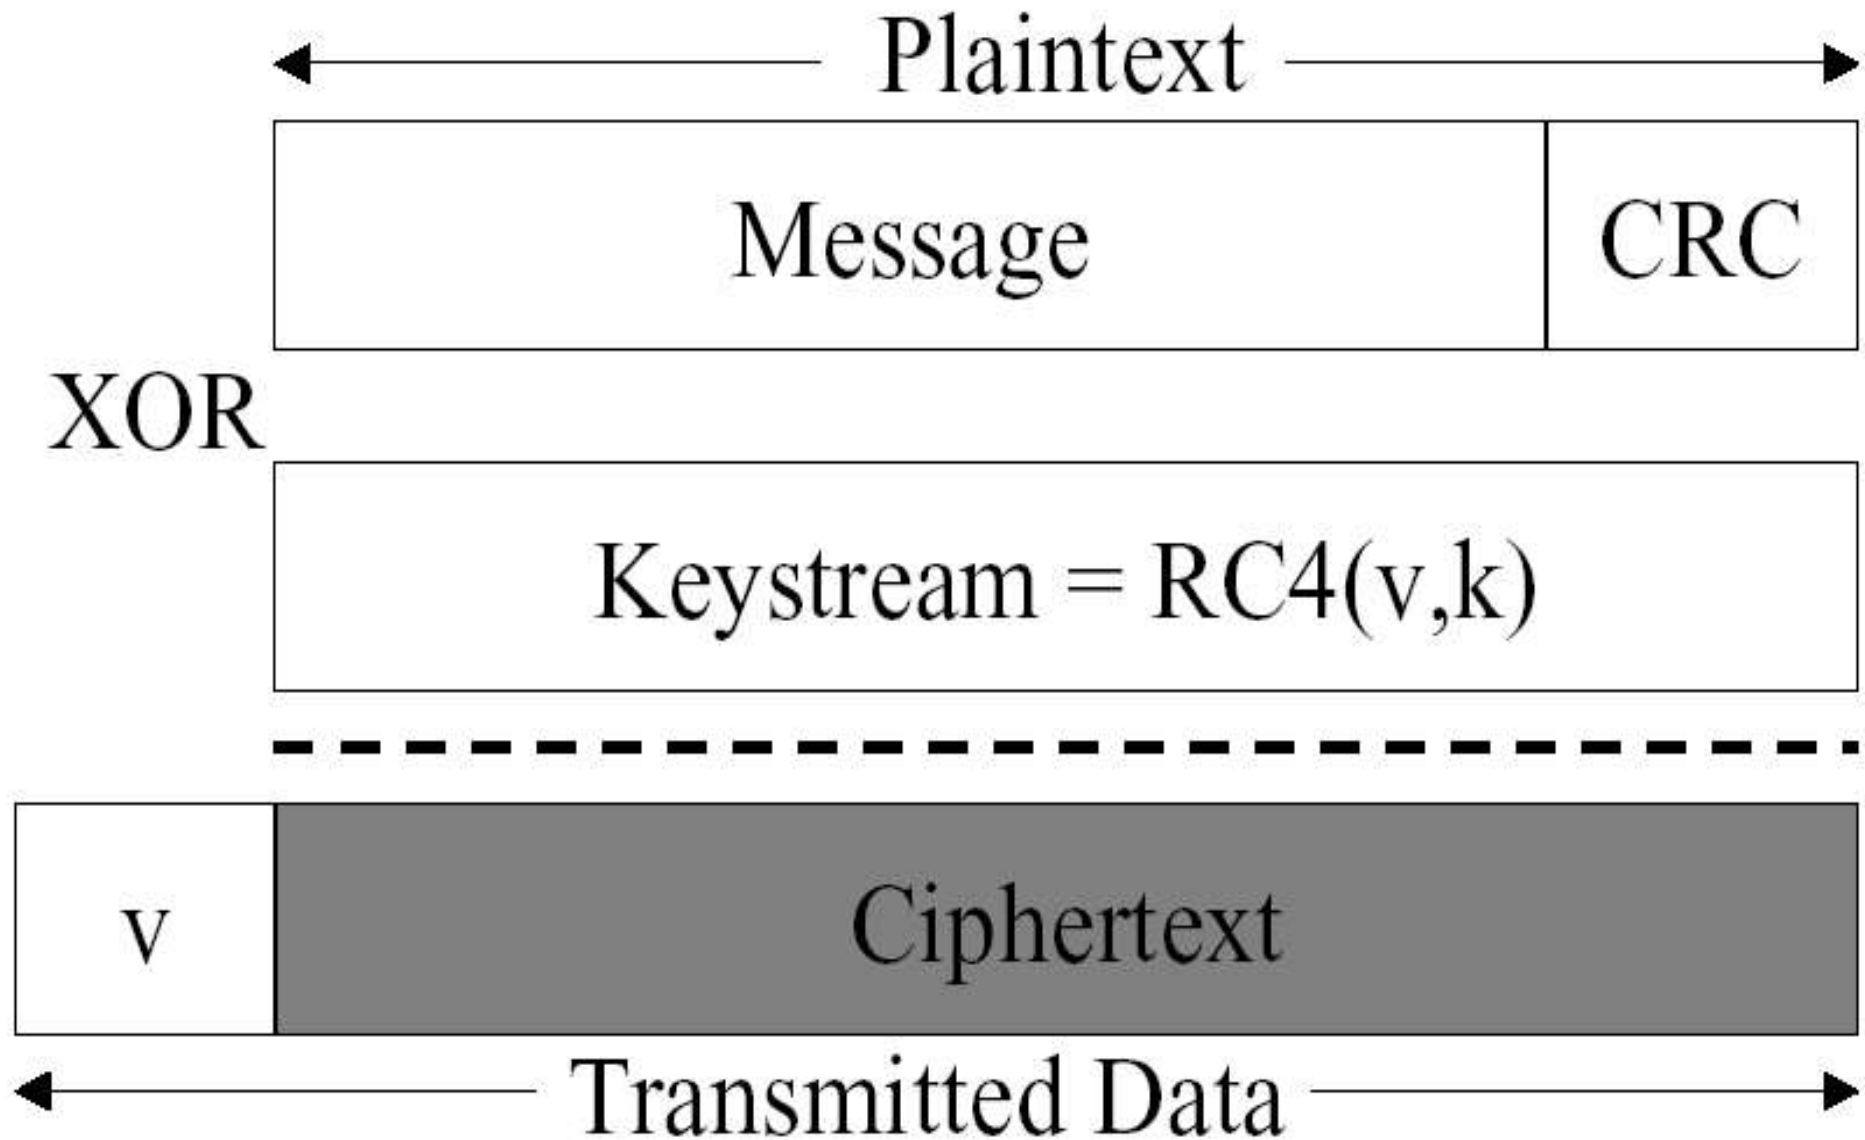 Plaintext
Message CRC
XOR
Keystream = RC4(v,k)
v Ciphertext
Transmitted Data